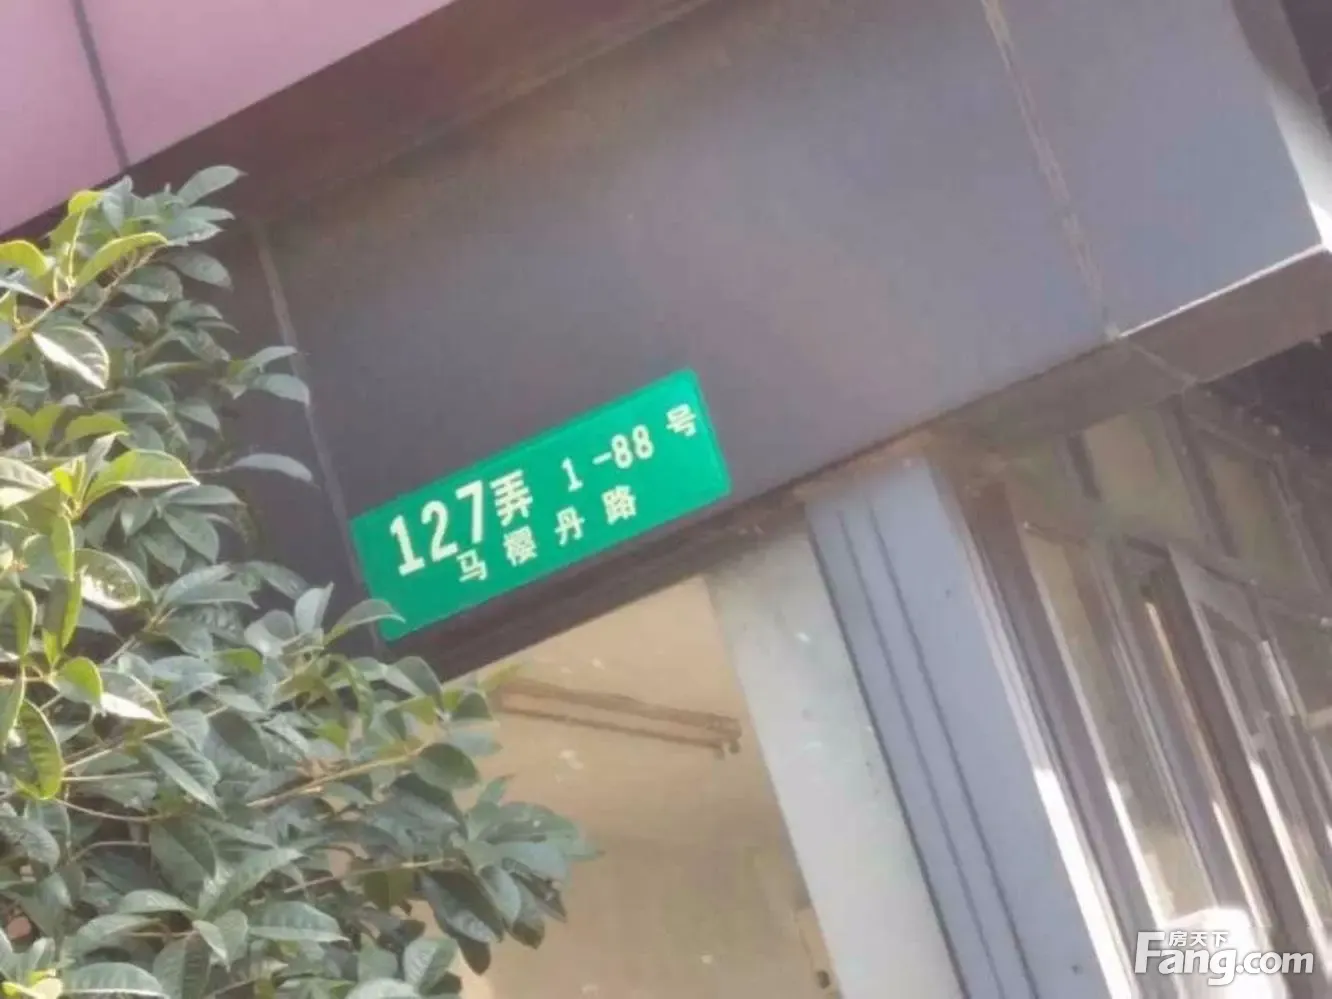 127弄 1-88号
马樱丹路
房天下
Fang.com